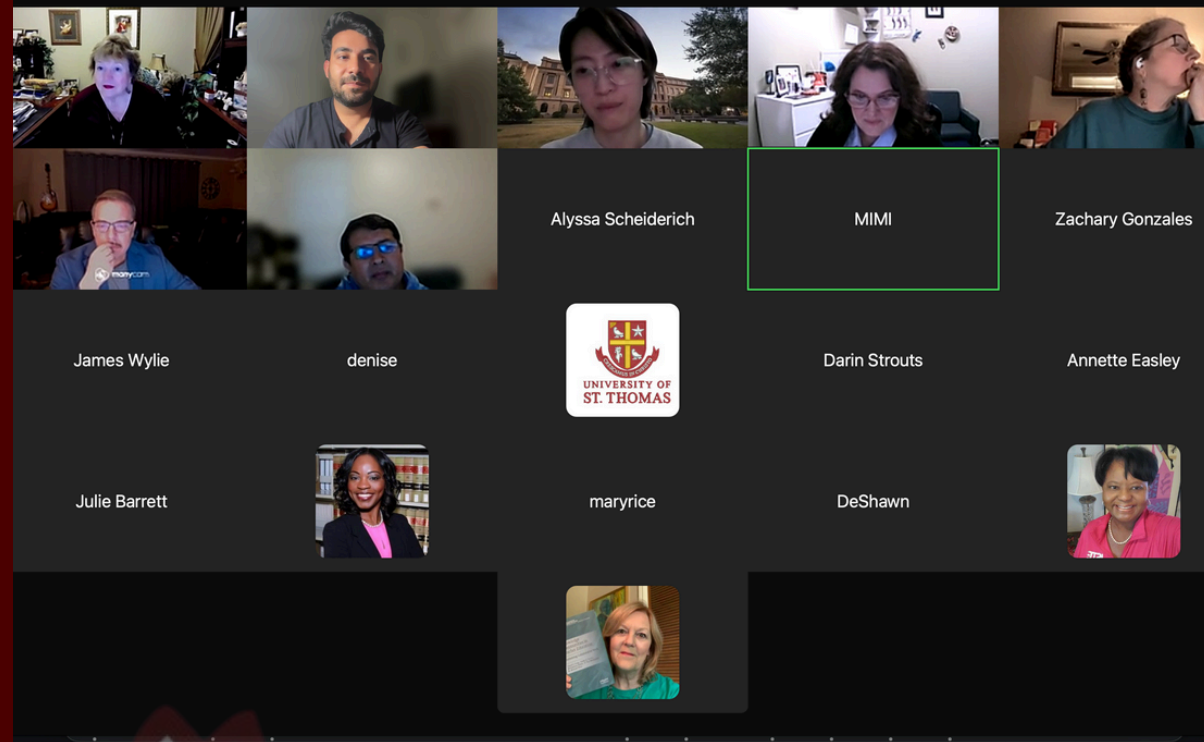 manycam
Alyssa Scheiderich
MIMI
Zachary Gonzales
James Wylie
denise
UNIVERSITY OF
ST. THOMAS
Darin Strouts
Annette Easley
Julie Barrett
maryrice
DeShawn